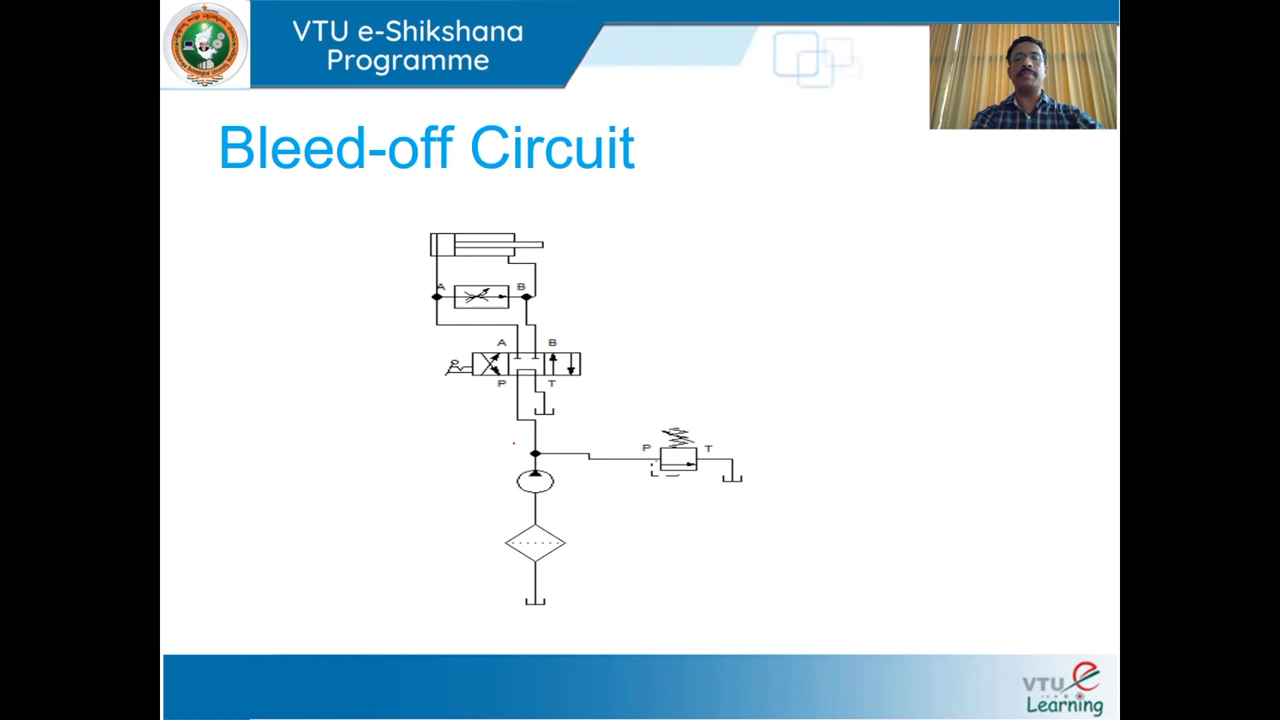 VTU e-Shikshana
Programme
Bleed-off Circuit
A
B
A
B
P
T
P
T
VTU e
Learning